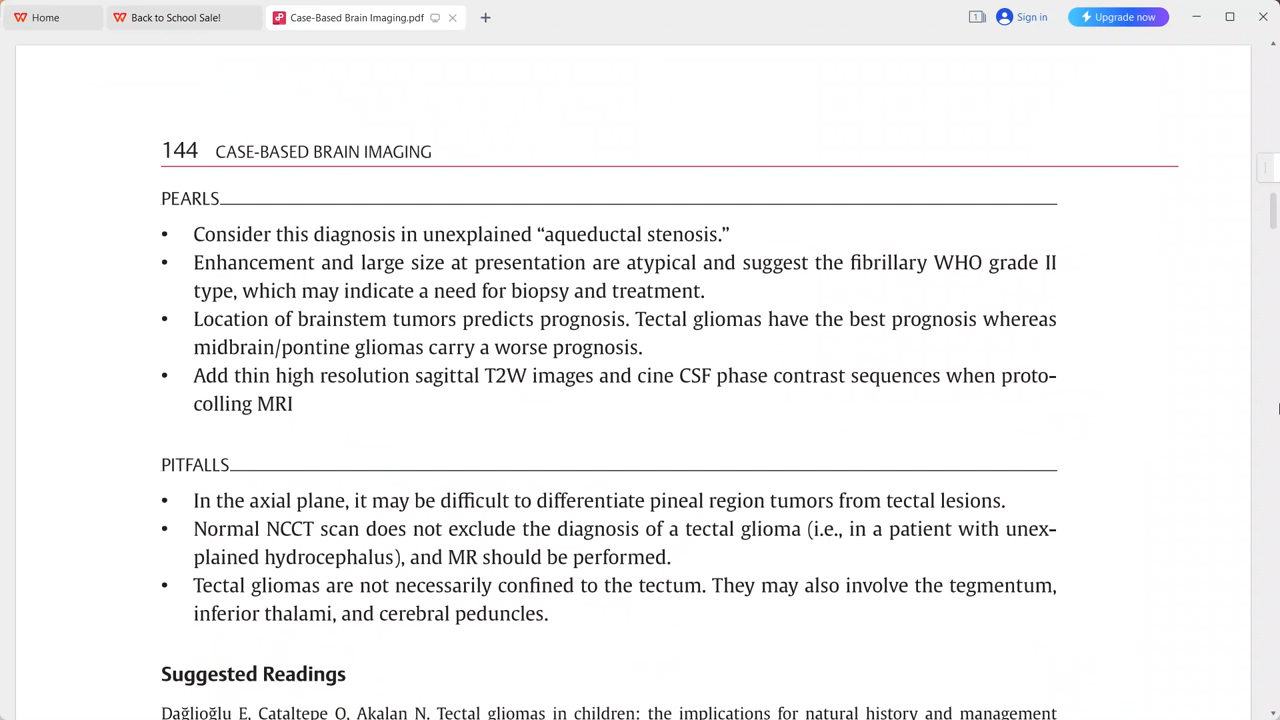 Home
Back to School Sale!
Case-Based Brain Imaging.pdf
1
Sign in
Upgrade now
144 CASE-BASED BRAIN IMAGING
PEARLS
• Consider this diagnosis in unexplained “aqueductal stenosis.”
• Enhancement and large size at presentation are atypical and suggest the fibrillary WHO grade II
type, which may indicate a need for biopsy and treatment.
• Location of brainstem tumors predicts prognosis. Tectal gliomas have the best prognosis whereas
midbrain/pontine gliomas carry a worse prognosis.
• Add thin high resolution sagittal T2W images and cine CSF phase contrast sequences when proto-
colling MRI
PITFALLS
• In the axial plane, it may be difficult to differentiate pineal region tumors from tectal lesions.
• Normal NCCT scan does not exclude the diagnosis of a tectal glioma (i.e., in a patient with unex-
plained hydrocephalus), and MR should be performed.
• Tectal gliomas are not necessarily confined to the tectum. They may also involve the tegmentum,
inferior thalami, and cerebral peduncles.
Suggested Readings
Dağlioğlu E, Cataltepe O, Akalan N. Tectal gliomas in children: the implications for natural history and management